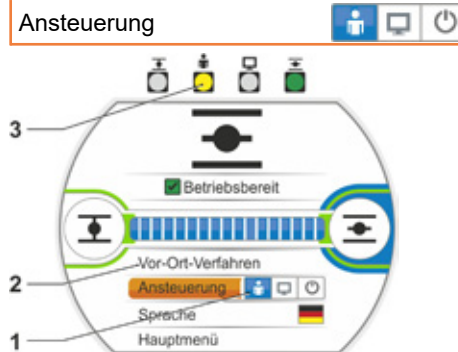 Ansteuerung
3
Betriebsbereit
Vor-Ort-Verfahren
2
Ansteuerung
Sprache
1
Hauptmenü